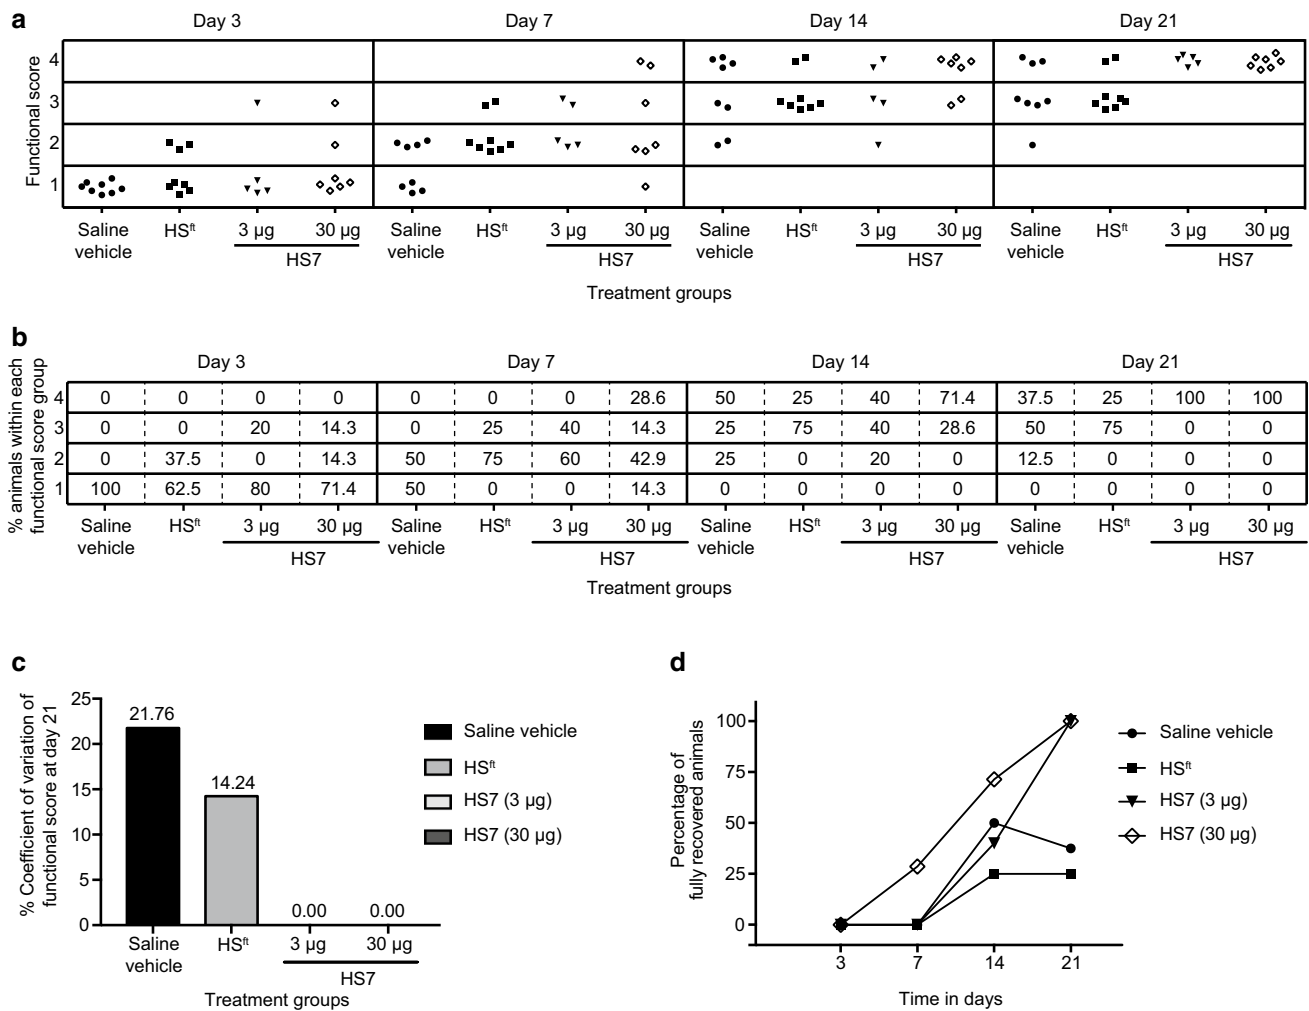 a
Day 3 Day 7 Day 14 Day 21
Functional score
4
3
2
1
Saline vehicle HSft 3 µg 30 µg Saline vehicle HSft 3 µg 30 µg Saline vehicle HSft 3 µg 30 µg Saline vehicle HSft 3 µg 30 µg
HS7 HS7 HS7 HS7
Treatment groups
b
Day 3 Day 7 Day 14 Day 21
% animals within each
functional score group
4 0 0 0 0 0 0 0 28.6 50 25 40 71.4 37.5 25 100 100
3 0 0 20 14.3 0 25 40 14.3 25 75 40 28.6 50 75 0 0
2 0 37.5 0 14.3 50 75 60 42.9 25 0 20 0 12.5 0 0 0
1 100 62.5 80 71.4 50 0 0 14.3 0 0 0 0 0 0 0 0
Saline vehicle HSft 3 µg 30 µg Saline vehicle HSft 3 µg 30 µg Saline vehicle HSft 3 µg 30 µg Saline vehicle HSft 3 µg 30 µg
HS7 HS7 HS7 HS7
Treatment groups
c
% Coefficient of variation of
functional score at day 21
25
20
15
10
5
0
21.76
14.24
0.00
0.00
Saline vehicle HSft 3 µg 30 µg
HS7
Treatment groups
Saline vehicle
HSft
HS7 (3 µg)
HS7 (30 µg)
d
Percentage of
fully recovered animals
100
75
50
25
0
3 7 14 21
Time in days
Saline vehicle
HSft
HS7 (3 µg)
HS7 (30 µg)